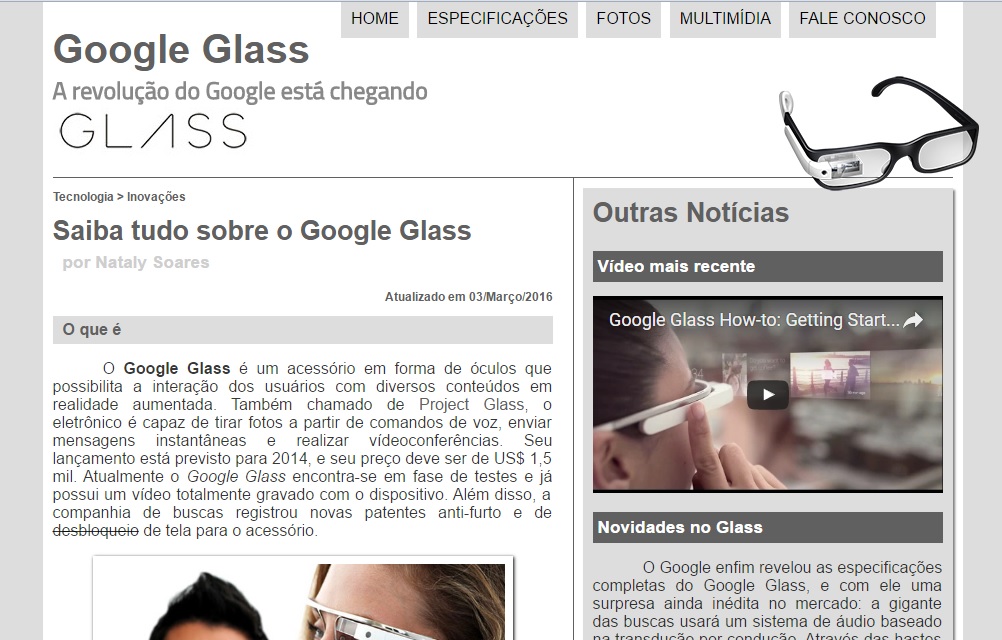 HOME
ESPECIFICAÇÕES
FOTOS
MULTIMÍDIA
FALE CONOSCO
Google Glass
A revolução do Google está chegando
GLASS
Tecnologia > Inovações
Saiba tudo sobre o Google Glass
por Nataly Soares
Atualizado em 03/Março/2016
O que é
O Google Glass é um acessório em forma de óculos que
possibilita a interação dos usuários com diversos conteúdos em
realidade aumentada. Também chamado de Project Glass, o
eletrônico é capaz de tirar fotos a partir de comandos de voz, enviar
mensagens instantâneas e realizar vídeoconferências. Seu
lançamento está previsto para 2014, e seu preço deve ser de US$ 1,5
mil. Atualmente o Google Glass encontra-se em fase de testes e já
possui um vídeo totalmente gravado com o dispositivo. Além disso, a
companhia de buscas registrou novas patentes anti-furto e de
desbloqueio de tela para o acessório.
Outras Notícias
Vídeo mais recente
Google Glass How-to: Getting Start...
Novidades no Glass
O Google enfim revelou as especificações
completas do Google Glass, e com ele uma
surpresa ainda inédita no mercado: a gigante
das buscas usará um sistema de áudio baseado
na transdução por condução. Através das hastes